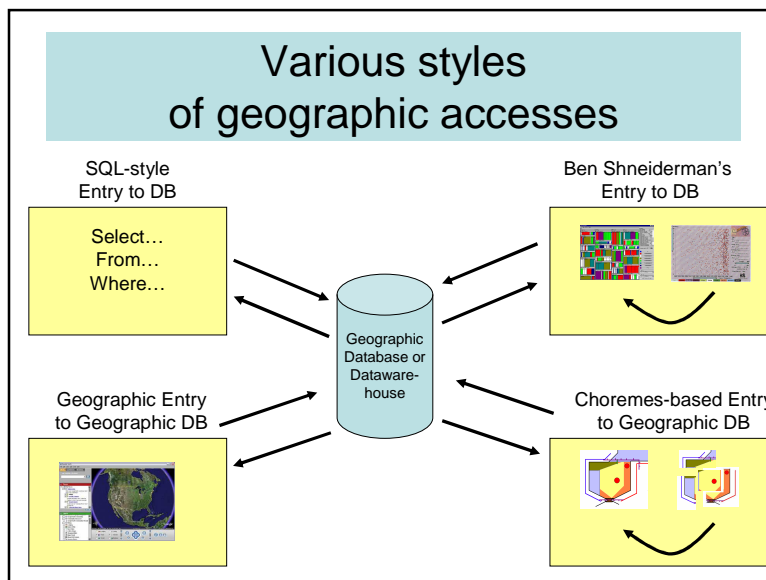 Various styles
of geographic accesses
SQL-style
Entry to DB
Select…
From…
Where…
Ben Shneiderman's
Entry to DB
Geographic
Database or
Dataware-
house
Geographic Entry
to Geographic DB
Choremes-based Entry
to Geographic DB